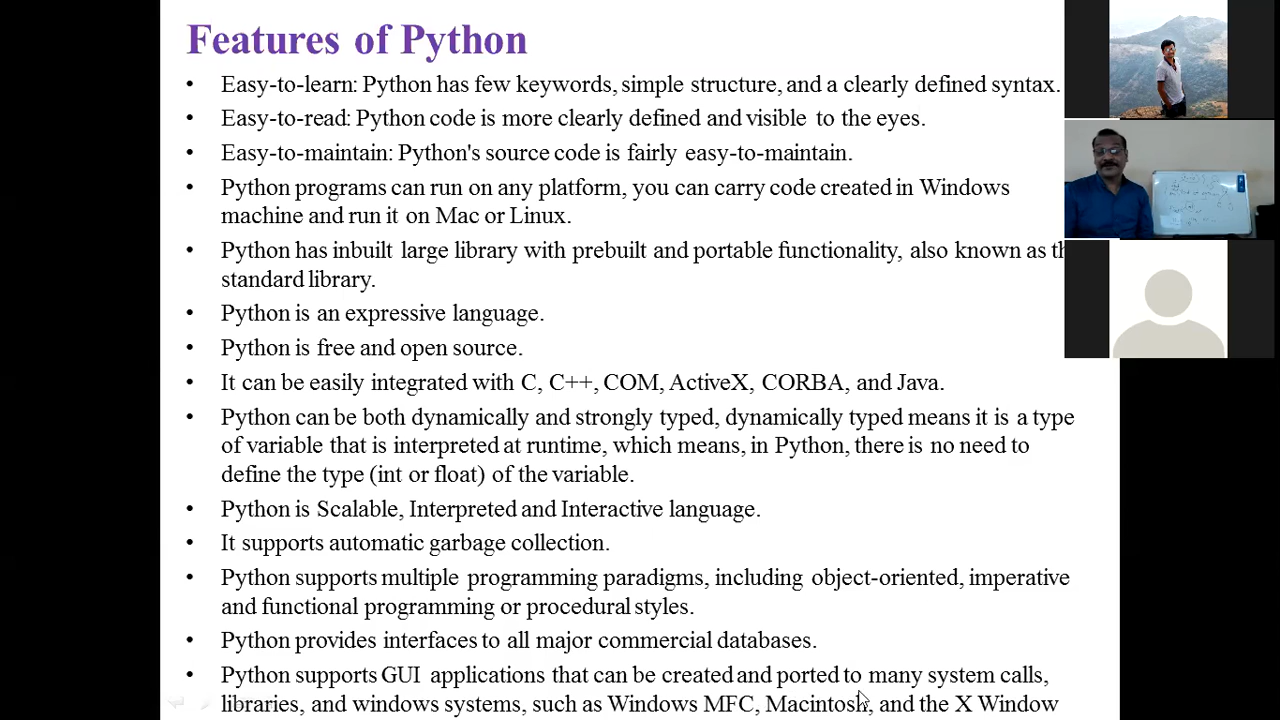 Features of Python
• Easy-to-learn: Python has few keywords, simple structure, and a clearly defined syntax.
• Easy-to-read: Python code is more clearly defined and visible to the eyes.
• Easy-to-maintain: Python's source code is fairly easy-to-maintain.
• Python programs can run on any platform, you can carry code created in Windows
machine and run it on Mac or Linux.
• Python has inbuilt large library with prebuilt and portable functionality, also known as
standard library.
• Python is an expressive language.
• Python is free and open source.
• It can be easily integrated with C, C++, COM, ActiveX, CORBA, and Java.
• Python can be both dynamically and strongly typed, dynamically typed means it is a type
of variable that is interpreted at runtime, which means, in Python, there is no need to
define the type (int or float) of the variable.
• Python is Scalable, Interpreted and Interactive language.
• It supports automatic garbage collection.
• Python supports multiple programming paradigms, including object-oriented, imperative
and functional programming or procedural styles.
• Python provides interfaces to all major commercial databases.
• Python supports GUI applications that can be created and ported to many system calls,
libraries, and windows systems, such as Windows MFC, Macintosh, and the X Window